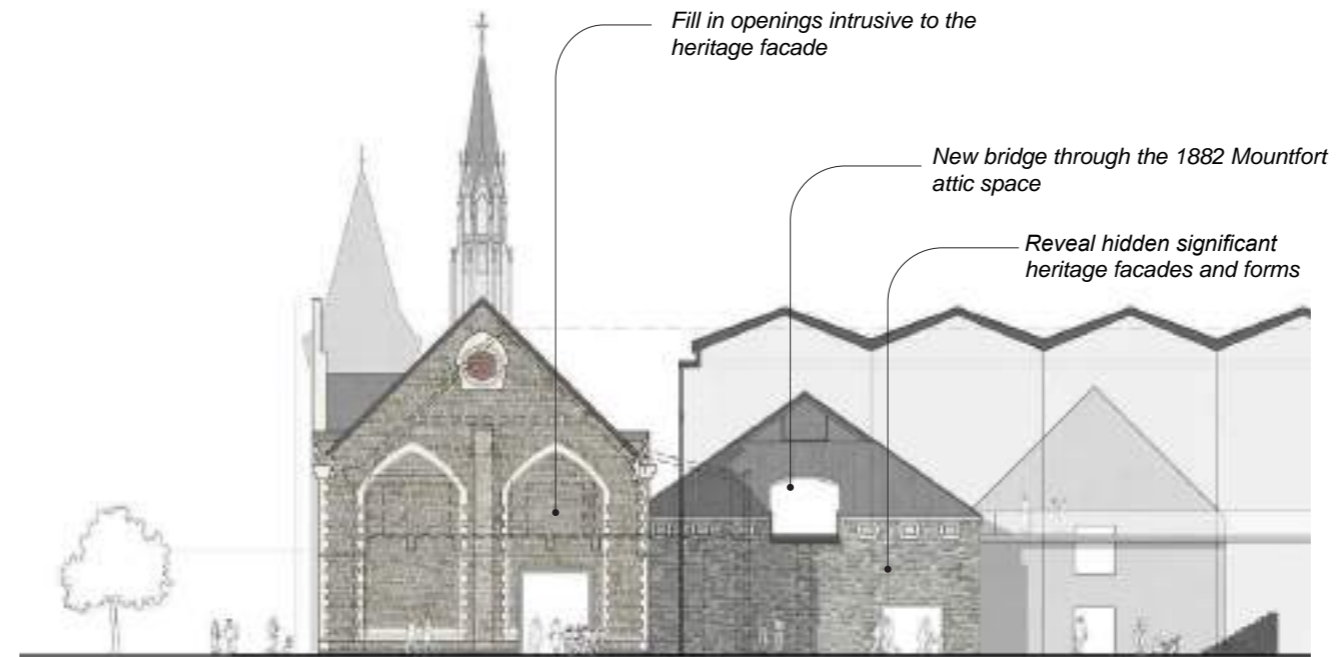 Fill in openings intrusive to the
heritage facade
New bridge through the 1882 Mountfort
attic space
Reveal hidden significant
heritage facades and forms